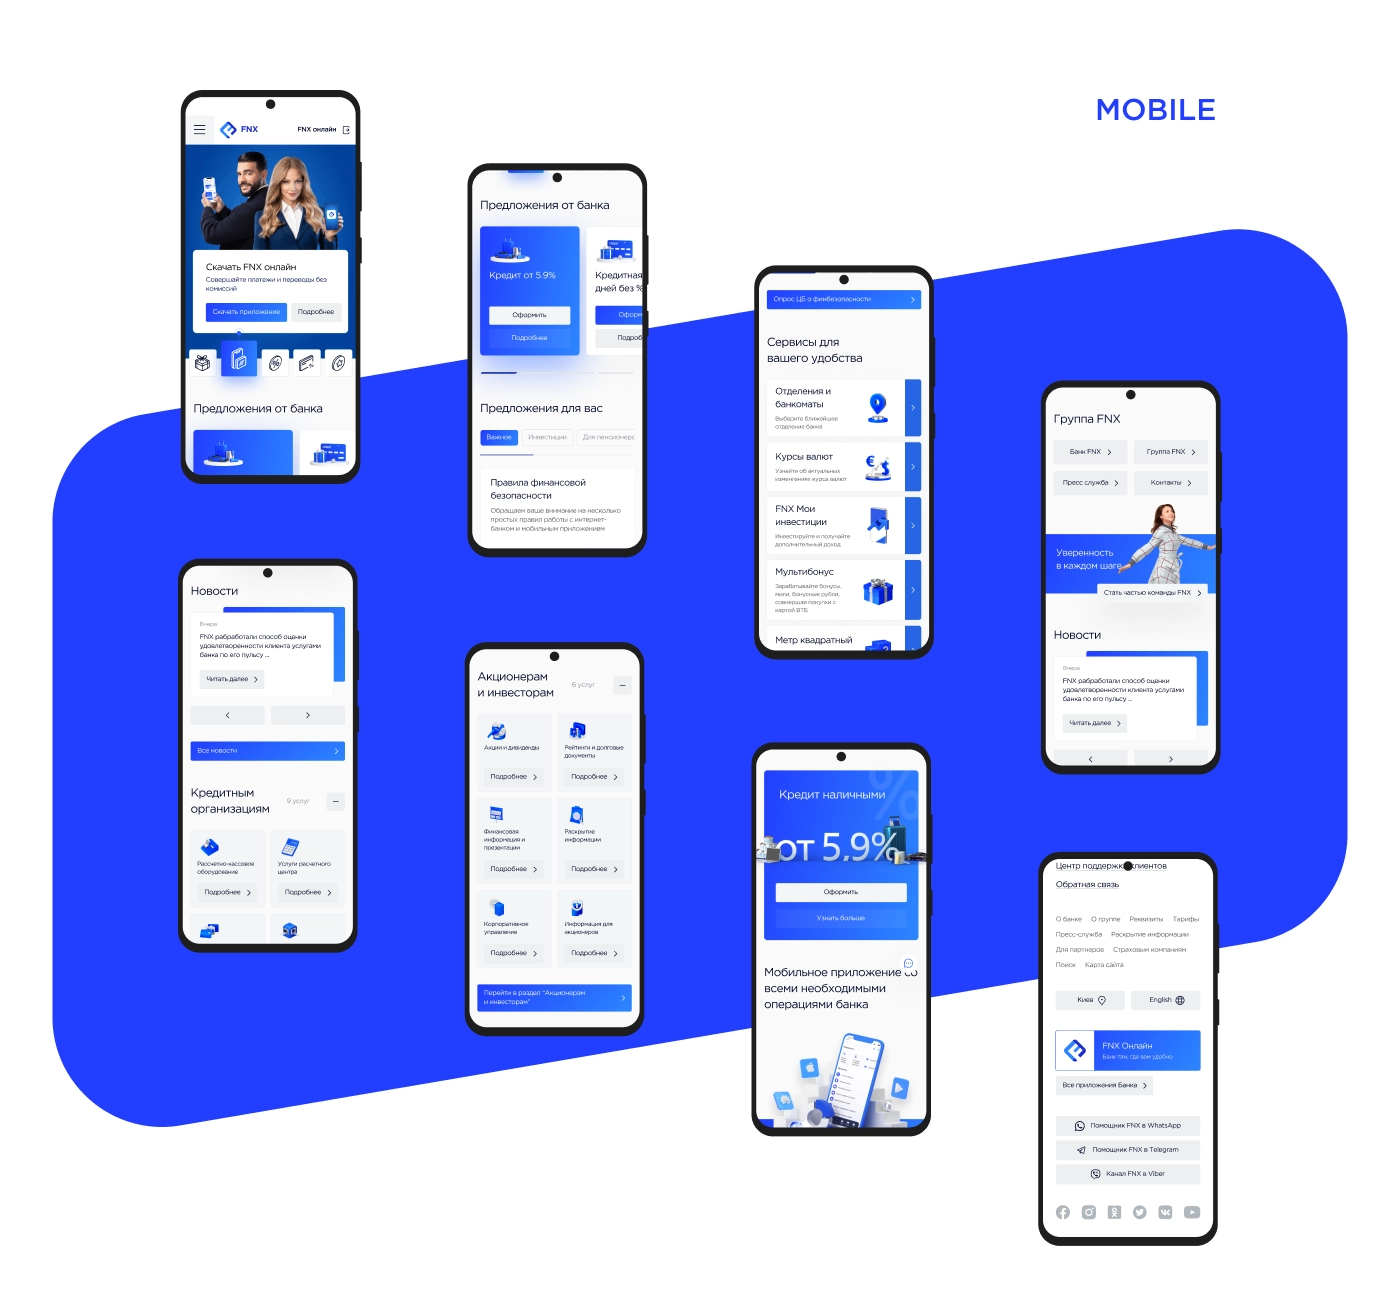 MOBILE
FNX
FNX онлайн
Скачать FNX онлайн
Совершайте платежи и переводы без
комиссий
Скачать приложение
Подробнее
Предложения от банка
Предложения от банка
Кредит от 5.9%
Оформить
Подробнее
Кредитная
дней без %
Оформ
Подроб
Предложения для вас
Важное
Инвестиции
Для пенсионерс
Правила финансовой
безопасности
Обращаем ваше внимание на несколько
простых правил работы с интернет-
банком и мобильным приложением
Опрос ЦБ о финбезопасности
Сервисы для
вашего удобства
Отделения и
банкоматы
Выберите ближайшее
отделение банка
Курсы валют
Узнайте об актуальных
изменениях курса валют
FNX Мои
инвестиции
Инвестируйте и получайте
дополнительный доход
Мультибонус
Зарабатывайте бонусы,
мили, бонусные рубли,
совершая покупки с
картой ВТБ
Метр квадратный
Группа FNX
Банк FNX
Группа FNX
Пресс служба
Контакты
Уверенность
в каждом шаге
Стать частью команды FNX
Новости
Вчера
FNX рабработали способ оценки
удовлетворенности клиента услугами
банка по его пульсу ...
Читать далее
Новости
Вчера
FNX рабработали способ оценки
удовлетворенности клиента услугами
банка по его пульсу ...
Читать далее
Все новости
Кредитным
организациям
9 услуг
Рассчетно-кассовое
оборудование
Подробнее
Услуги расчетного
центра
Подробнее
Акционерам
и инвесторам
6 услуг
Акции и дивиденды
Подробнее
Рейтинги и долговые
документы
Подробнее
Финансовая
информация и
презентации
Подробнее
Раскрытие
информации
Подробнее
Корпоративное
управление
Подробнее
Информация для
акционеров
Подробнее
Перейти в раздел "Акционерам
и инвесторам"
%
Кредит наличными
от 5,9%
Оформить
Узнать больше
Мобильное приложение со
всеми необходимыми
операциями банка
Центр поддержки клиентов
Обратная связь
О банке О группе Реквизиты Тарифы
Пресс-служба Раскрытие информации
Для партнеров Страховым компаниям
Поиск Карта сайта
Киев
English
FNX Онлайн
Банк там, где вам удобно
Все приложения Банка
Помощник FNX в WhatsApp
Помощник FNX в Telegram
Канал FNX в Viber